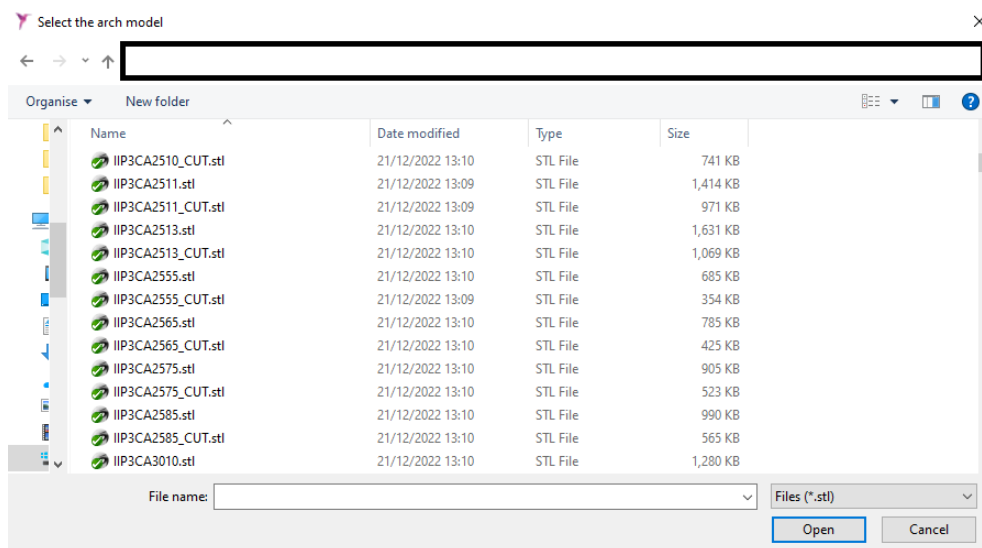 Select the arch model
Organise New folder
Name Date modified Type Size
IIP3CA2510_CUT.stl 21/12/2022 13:10 STL File 741 KB
IIP3CA2511.stl 21/12/2022 13:09 STL File 1,414 KB
IIP3CA2511_CUT.stl 21/12/2022 13:09 STL File 971 KB
IIP3CA2513.stl 21/12/2022 13:10 STL File 1,631 KB
IIP3CA2513_CUT.stl 21/12/2022 13:10 STL File 1,069 KB
IIP3CA2555.stl 21/12/2022 13:10 STL File 685 KB
IIP3CA2555_CUT.stl 21/12/2022 13:09 STL File 354 KB
IIP3CA2565.stl 21/12/2022 13:10 STL File 785 KB
IIP3CA2565_CUT.stl 21/12/2022 13:10 STL File 425 KB
IIP3CA2575.stl 21/12/2022 13:10 STL File 905 KB
IIP3CA2575_CUT.stl 21/12/2022 13:10 STL File 523 KB
IIP3CA2585.stl 21/12/2022 13:10 STL File 990 KB
IIP3CA2585_CUT.stl 21/12/2022 13:10 STL File 565 KB
IIP3CA3010.stl 21/12/2022 13:10 STL File 1,280 KB
File name: Files (*.stl)
Open Cancel